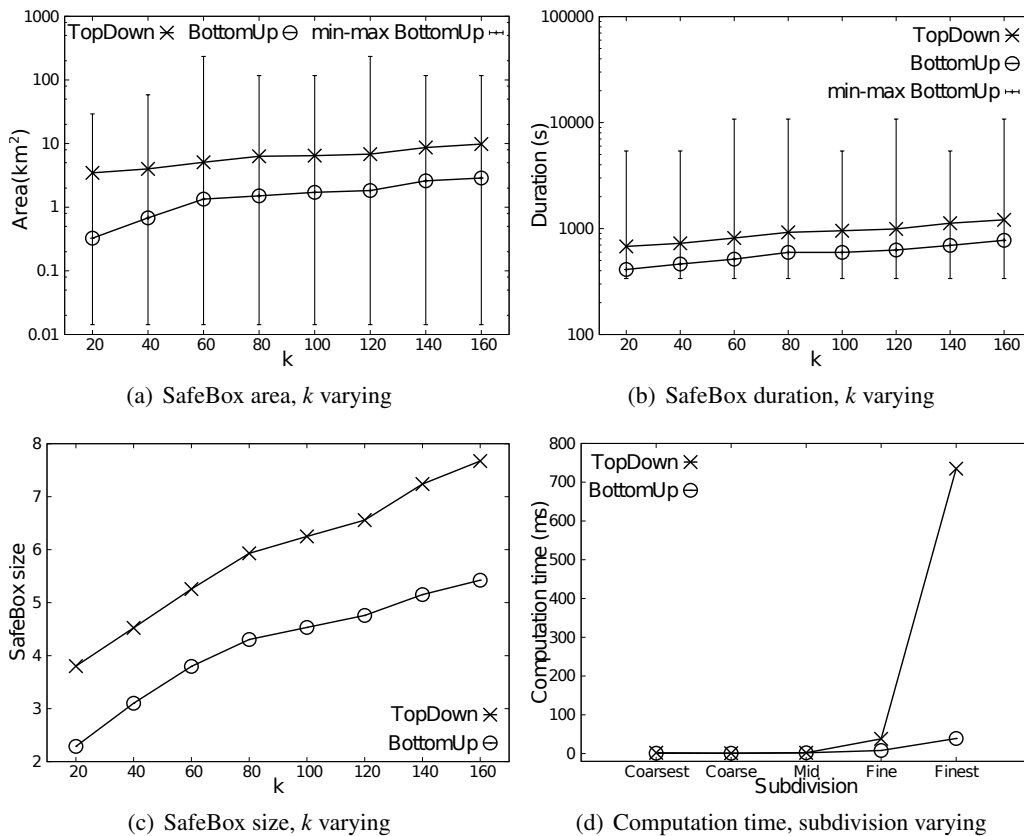 1000
100
10
1
0.1
0.01
Area(km²)
TopDown
BottomUp
min-max BottomUp
20 40 60 80 100 120 140 160
k
(a) SafeBox area, k varying
100000
10000
1000
100
Duration (s)
TopDown
BottomUp
min-max BottomUp
20 40 60 80 100 120 140 160
k
(b) SafeBox duration, k varying
8
7
6
5
4
3
2
SafeBox size
TopDown
BottomUp
20 40 60 80 100 120 140 160
k
(c) SafeBox size, k varying
800
700
600
500
400
300
200
100
0
Computation time (ms)
TopDown
BottomUp
Coarsest Coarse Mid Fine Finest
Subdivision
(d) Computation time, subdivision varying